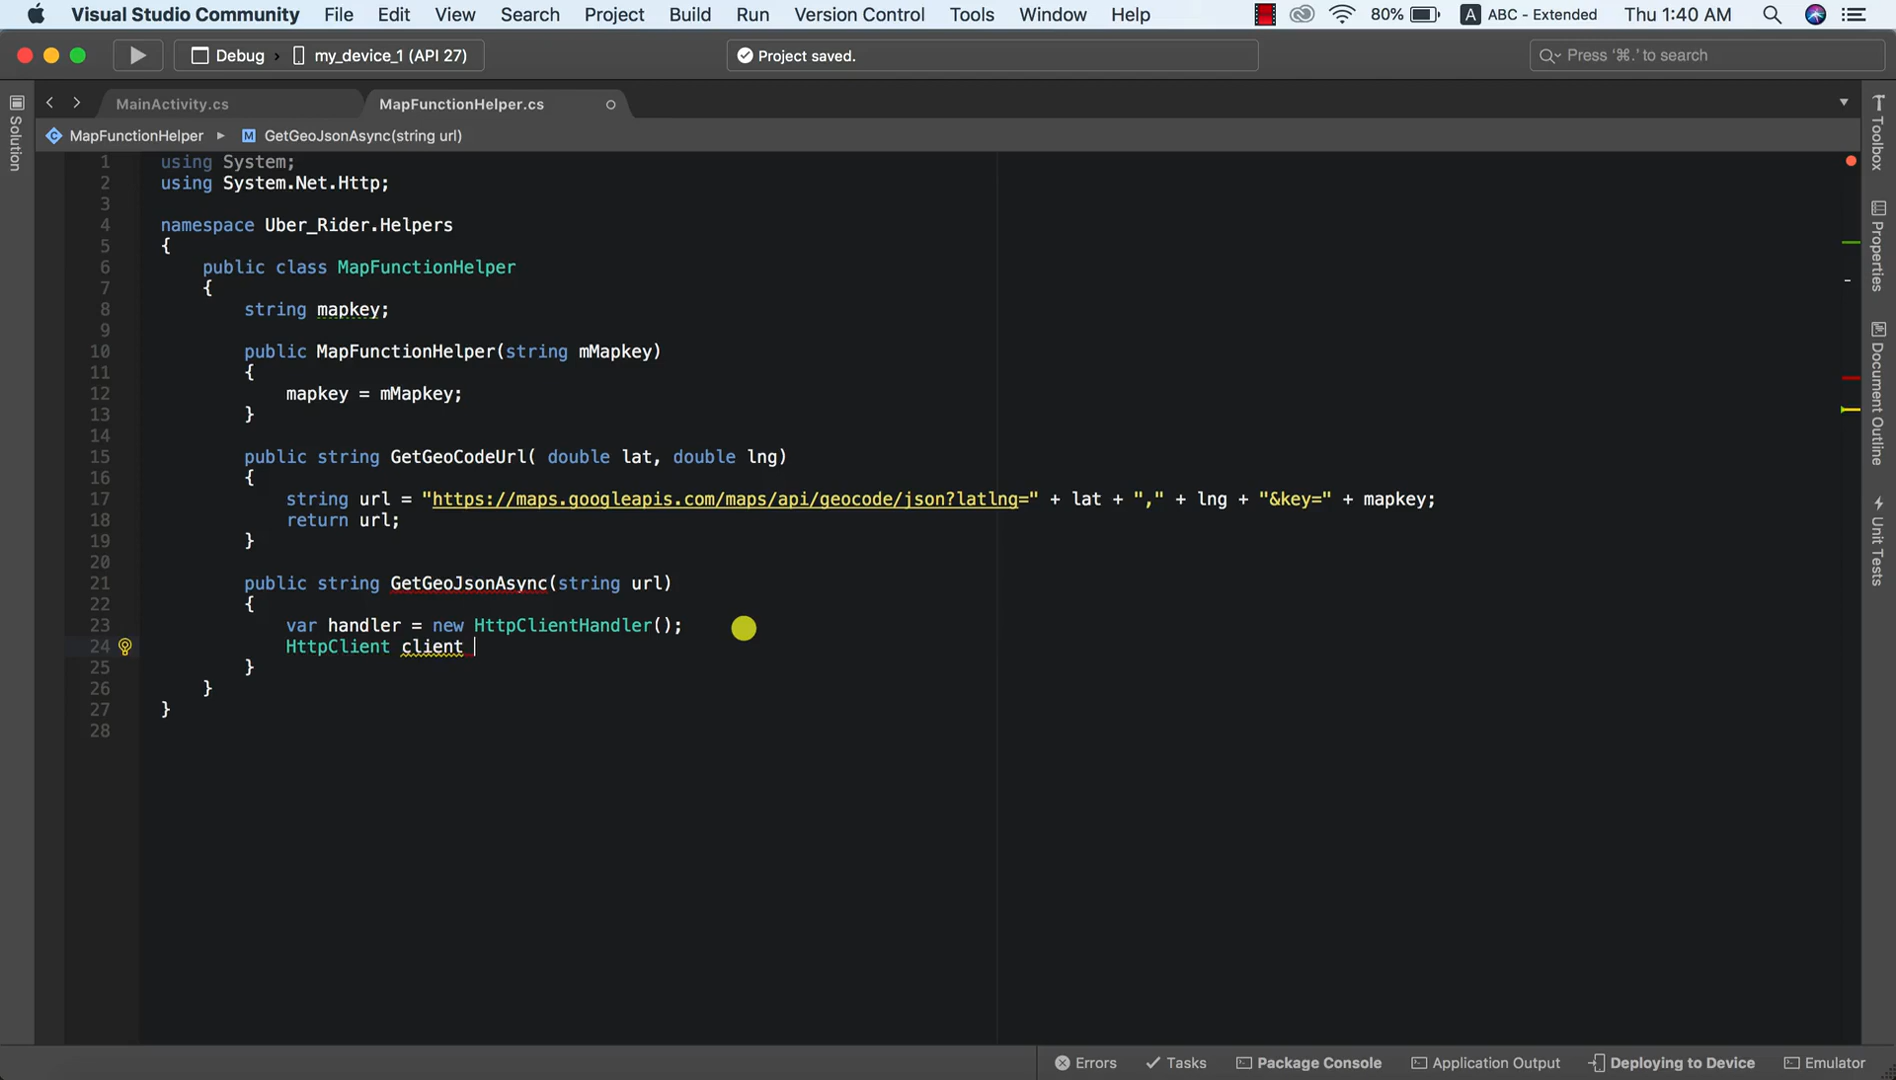 Visual Studio Community File Edit View Search Project Build Run Version Control Tools Window Help 80% A ABC - Extended Thu 1:40 AM
Debug › my_device_1 (API 27) Project saved. Press '⌘.' to search
MainActivity.cs MapFunctionHelper.cs
MapFunctionHelper ▸ M GetGeoJsonAsync(string url)
Solution
Toolbox
Properties
Document Outline
Unit Tests
1 using System;
2 using System.Net.Http;
3
4 namespace Uber_Rider.Helpers
5 {
6 public class MapFunctionHelper
7 {
8 string mapkey;
9
10 public MapFunctionHelper(string mMapkey)
11 {
12 mapkey = mMapkey;
13 }
14
15 public string GetGeoCodeUrl( double lat, double lng)
16 {
17 string url = "https://maps.googleapis.com/maps/api/geocode/json?latlng=" + lat + "," + lng + "&key=" + mapkey;
18 return url;
19 }
20
21 public string GetGeoJsonAsync(string url)
22 {
23 var handler = new HttpClientHandler();
24 HttpClient client
25 }
26 }
27 }
28
Errors Tasks Package Console Application Output Deploying to Device Emulator